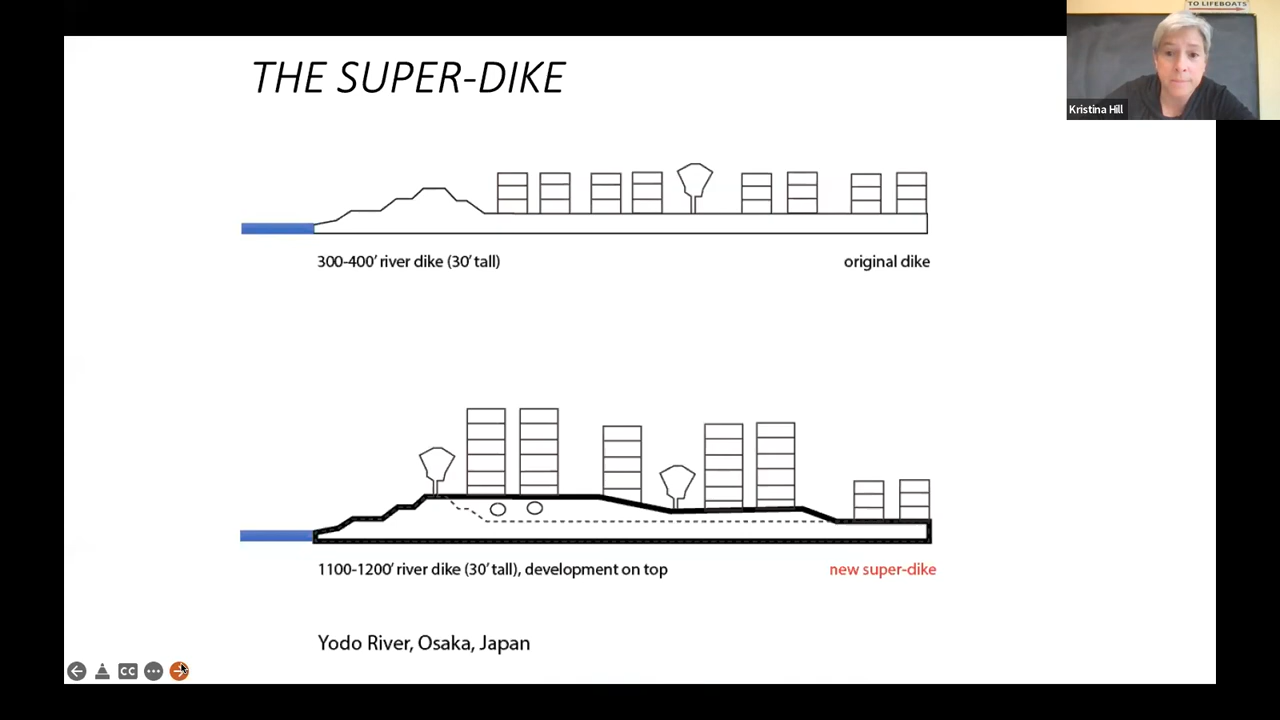 TO LIFEBOATS
THE SUPER-DIKE
Kristina Hill
300-400' river dike (30' tall)
original dike
1100-1200' river dike (30' tall), development on top
new super-dike
Yodo River, Osaka, Japan
CC